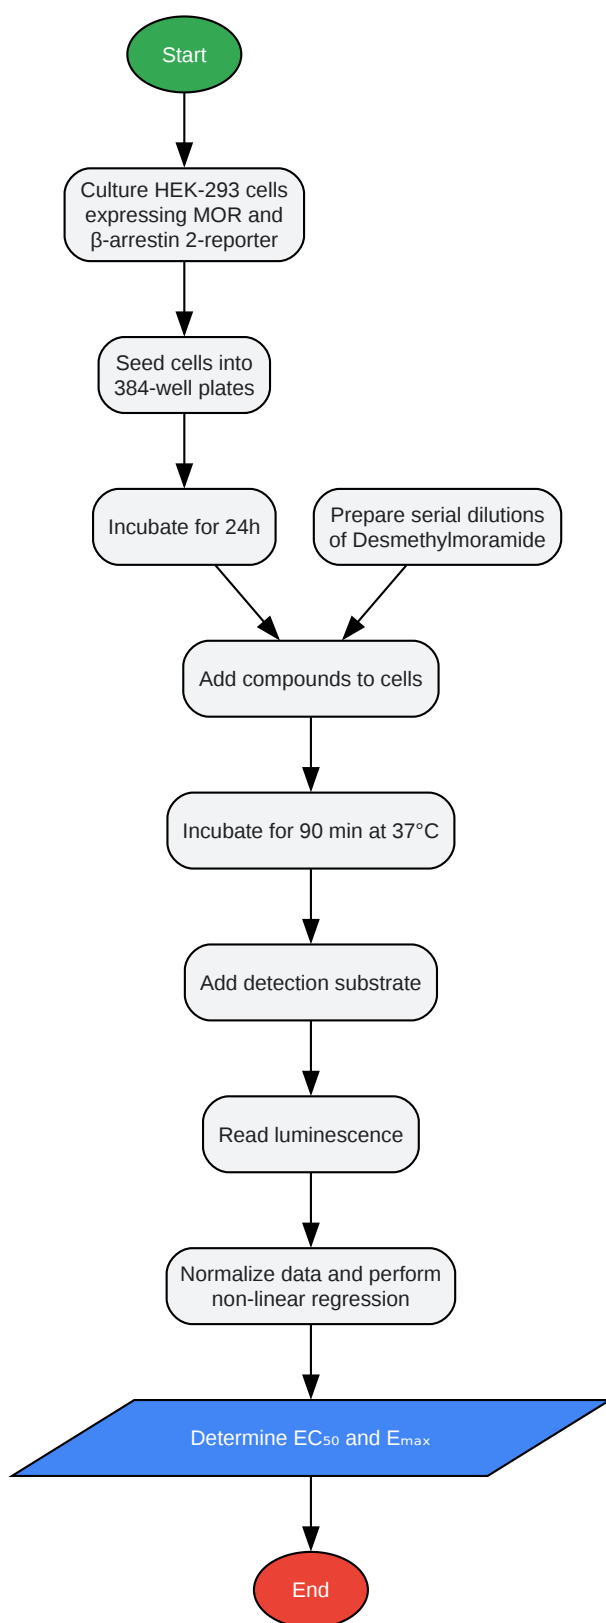 Start
Culture HEK-293 cells
expressing MOR and
β-arrestin 2-reporter
Seed cells into
384-well plates
Incubate for 24h
Prepare serial dilutions
of Desmethylmoramide
Add compounds to cells
Incubate for 90 min at 37°C
Add detection substrate
Read luminescence
Normalize data and perform
non-linear regression
Determine EC₅₀ and Eₘₐₓ
End